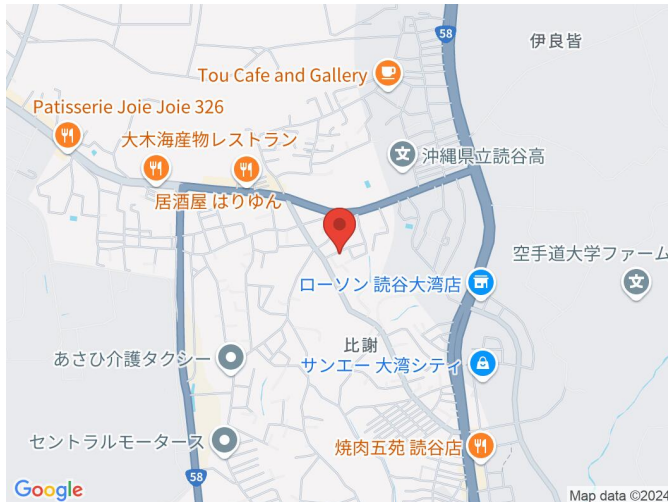 58
伊良皆
Tou Cafe and Gallery
Patisserie Joie Joie 326
大木海産物レストラン
沖縄県立読谷高
居酒屋 はりゆん
空手道大学ファーム
ローソン 読谷大湾店
比謝
あさひ介護タクシー
サンエー 大湾シティ
セントラルモータース
焼肉五苑 読谷店
58
Google
Map data ©2024